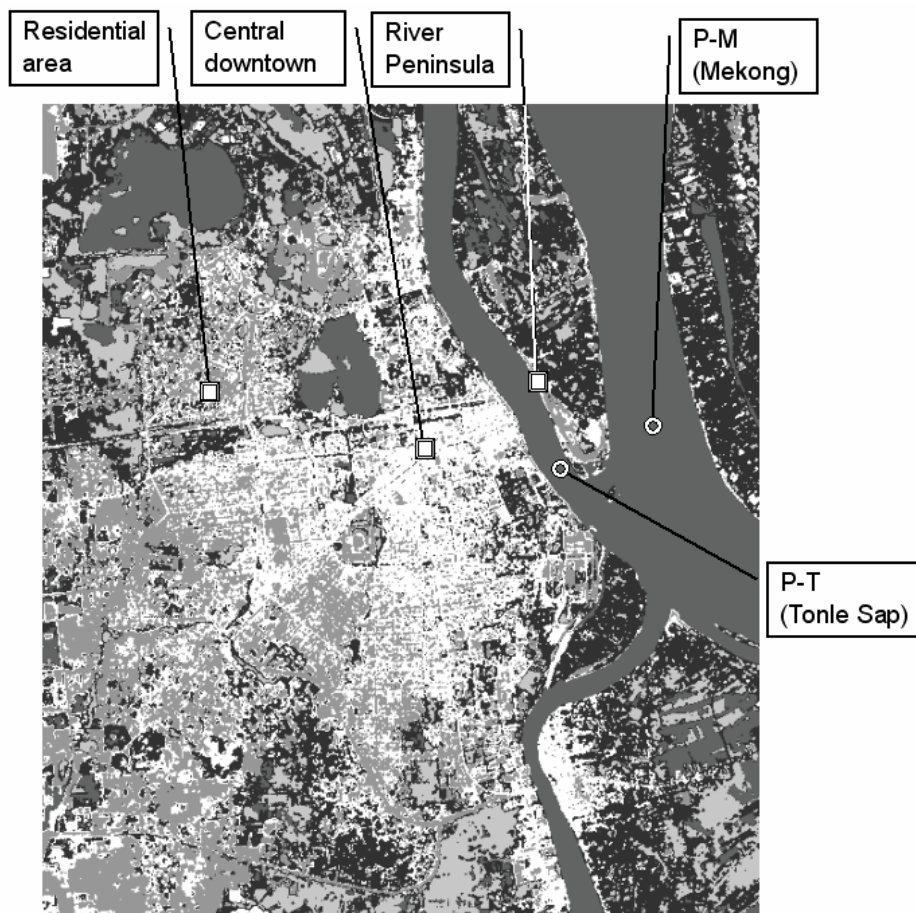 Residential
area
Central
downtown
River
Peninsula
P-M
(Mekong)
P-T
(Tonle Sap)